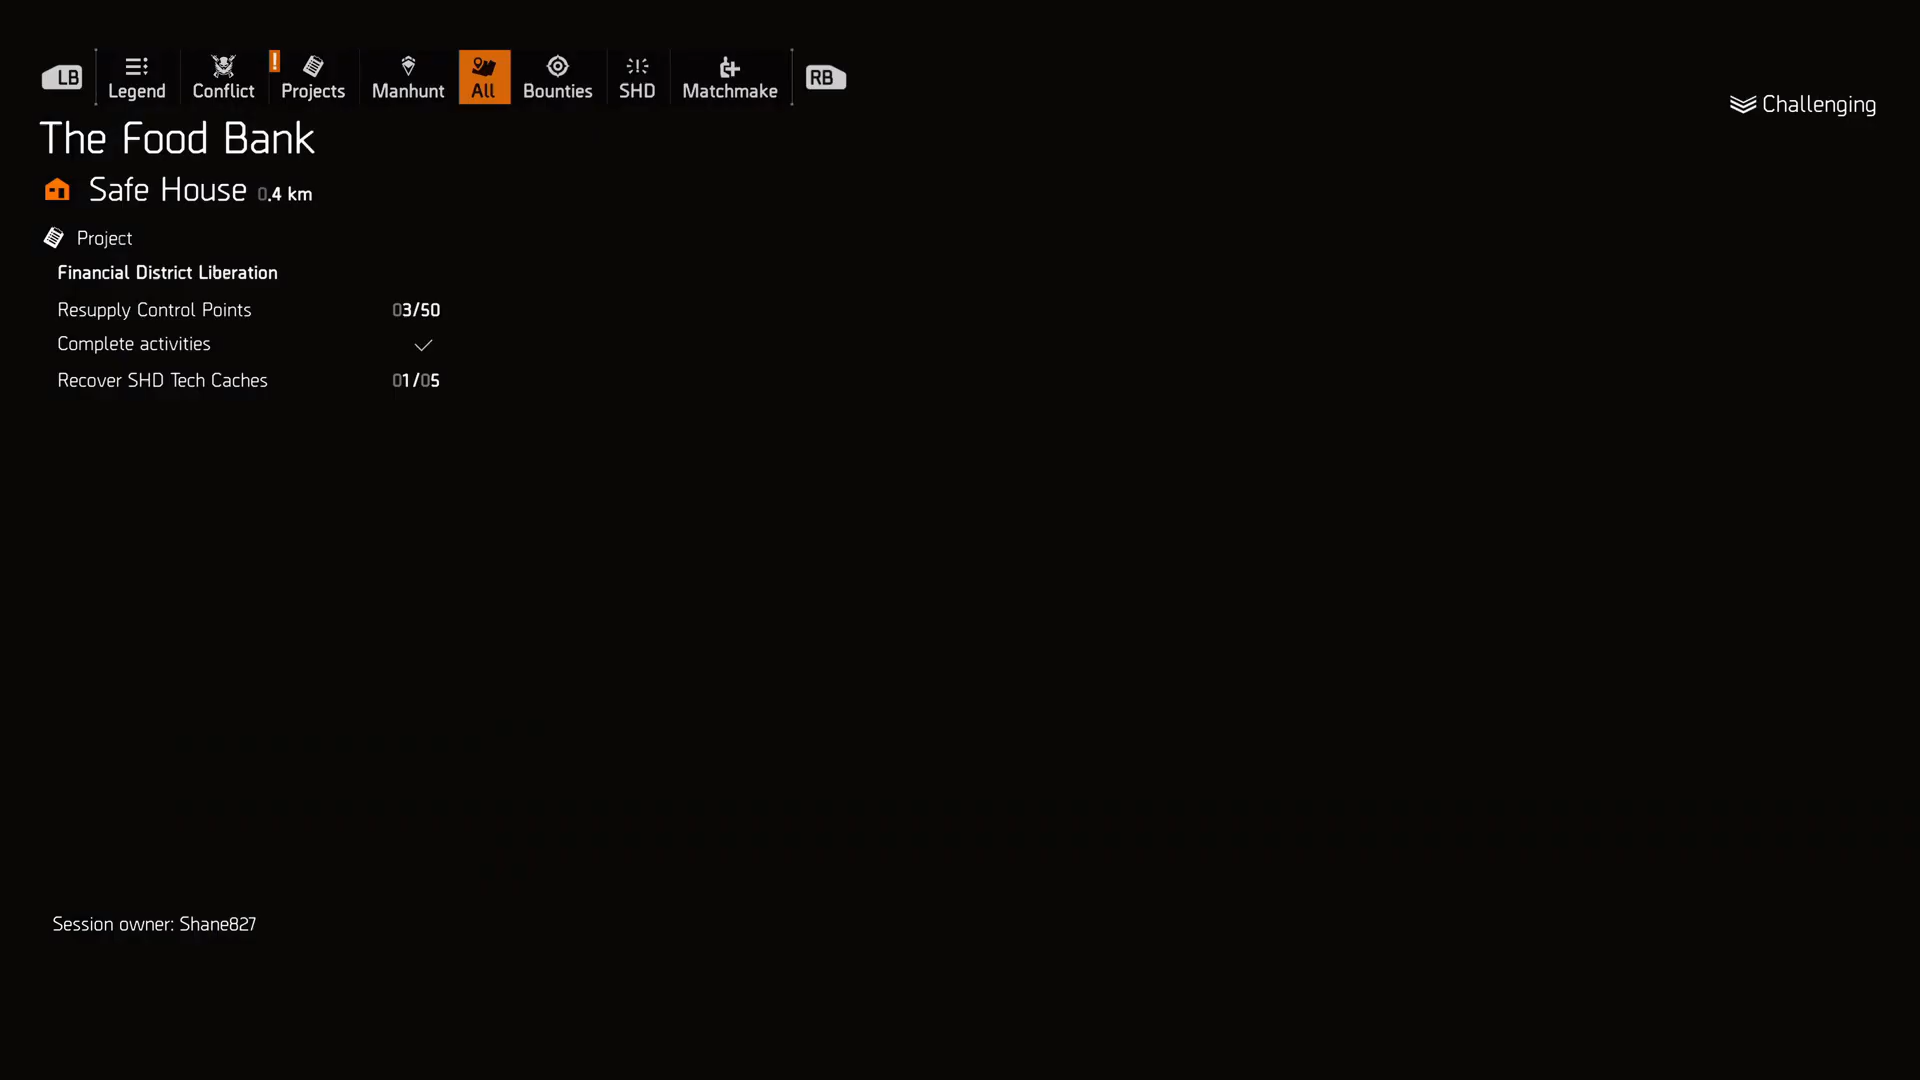 LB Legend Conflict ! Projects Manhunt All Bounties SHD Matchmake RB
Challenging
The Food Bank
Safe House 0.4 km
Project
Financial District Liberation
Resupply Control Points 03/50
Complete activities
Recover SHD Tech Caches 01/05
Session owner: Shane827